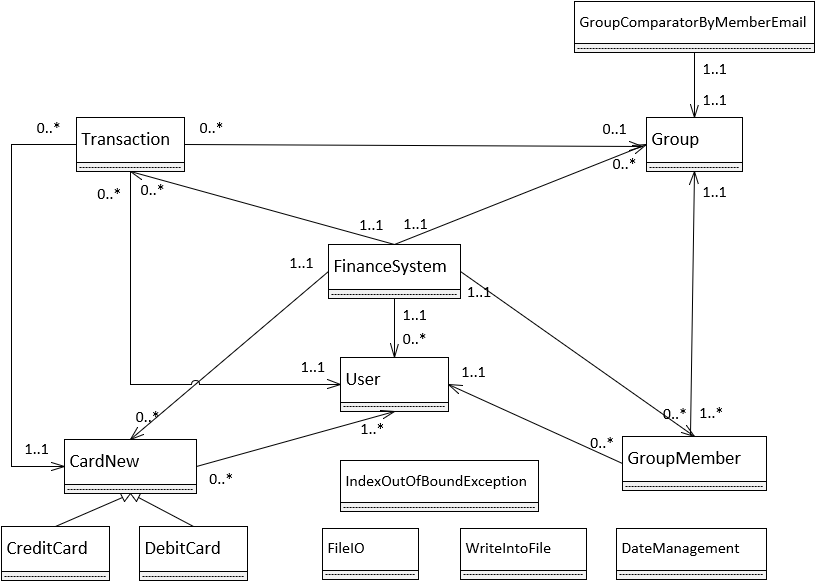 GroupComparatorByMemberEmail
1..1
1..1
0..*
Transaction
0..*
0..1
Group
0..*
0..*
0..*
1..1
1..1
1..1
1..1
FinanceSystem
1..1
1..1
0..*
1..1
User
1..1
0..*
1..*
0..*
1..*
1..1
CardNew
0..*
0..*
GroupMember
IndexOutOfBoundException
CreditCard
DebitCard
FileIO
WriteIntoFile
DateManagement